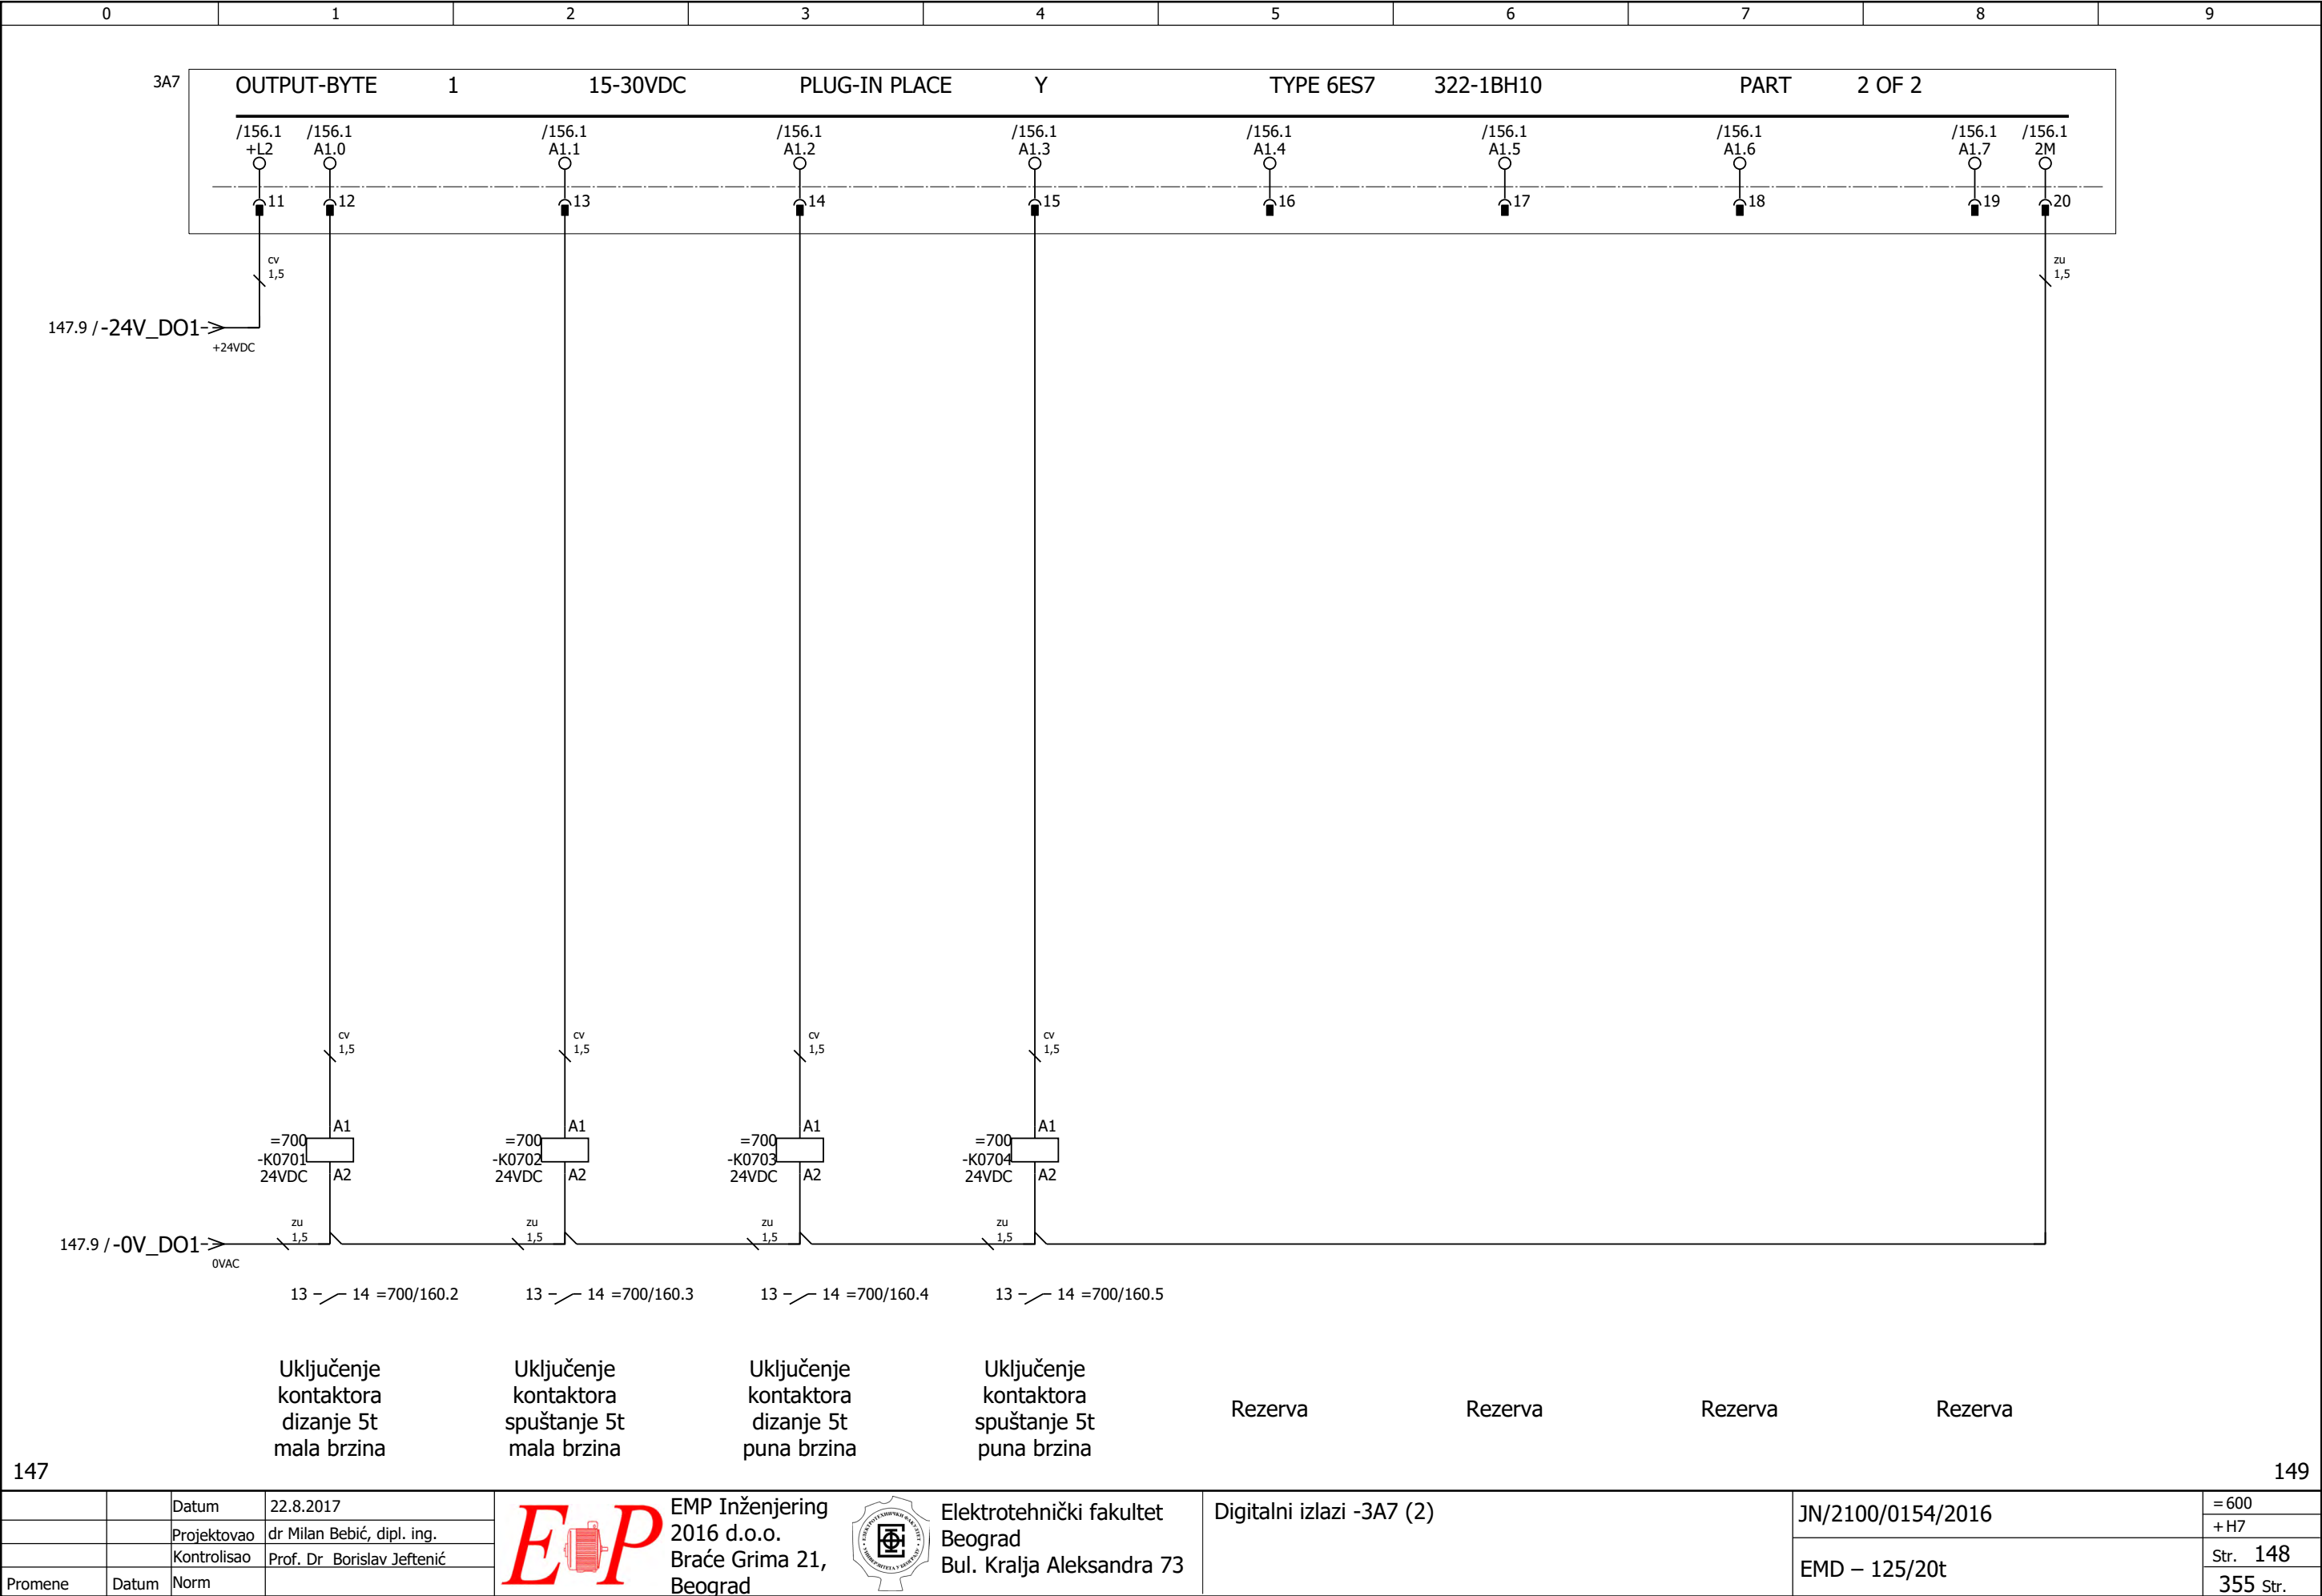 0 1 2 3 4 5 6 7 8 9
3A7
OUTPUT-BYTE 1 15-30VDC PLUG-IN PLACE Y TYPE 6ES7 322-1BH10 PART 2 OF 2
/156.1 /156.1 /156.1 /156.1 /156.1 /156.1 /156.1 /156.1 /156.1 /156.1
+L2 A1.0 A1.1 A1.2 A1.3 A1.4 A1.5 A1.6 A1.7 2M
11 12 13 14 15 16 17 18 19 20
cv zu
1,5 1,5
147.9 / -24V_DO1
+24VDC
cv cv cv cv
1,5 1,5 1,5 1,5
A1 A1 A1 A1
=700 =700 =700 =700
-K0701 -K0702 -K0703 -K0704
24VDC A2 24VDC A2 24VDC A2 24VDC A2
zu zu zu zu
1,5 1,5 1,5 1,5
147.9 / -0V_DO1
0VAC
13 14 =700/160.2 13 14 =700/160.3 13 14 =700/160.4 13 14 =700/160.5
Uključenje
kontaktora
dizanje 5t
mala brzina
Uključenje
kontaktora
spuštanje 5t
mala brzina
Uključenje
kontaktora
dizanje 5t
puna brzina
Uključenje
kontaktora
spuštanje 5t
puna brzina
Rezerva Rezerva Rezerva Rezerva
147 149
Datum 22.8.2017
Projektovao dr Milan Bebić, dipl. ing.
Kontrolisao Prof. Dr Borislav Jeftenić
Promene Datum Norm
EP
EMP Inženjering
2016 d.o.o.
Braće Grima 21,
Beograd
Elektrotehnički fakultet
Beograd
Bul. Kralja Aleksandra 73
Digitalni izlazi -3A7 (2)
JN/2100/0154/2016
EMD – 125/20t
= 600
+ H7
Str. 148
355 Str.